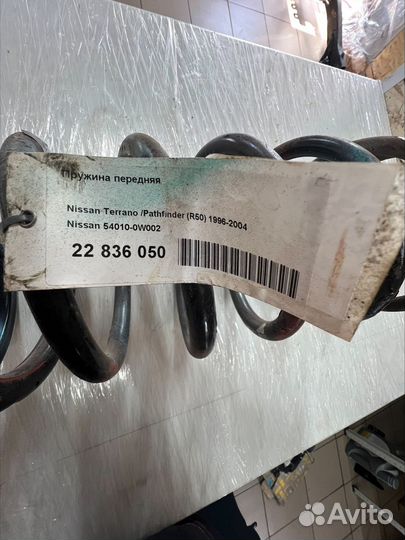 Пружина передняя
Nissan Terrano /Pathfinder (R50) 1996-2004
Nissan 54010-0W002
22 836 050
Avito